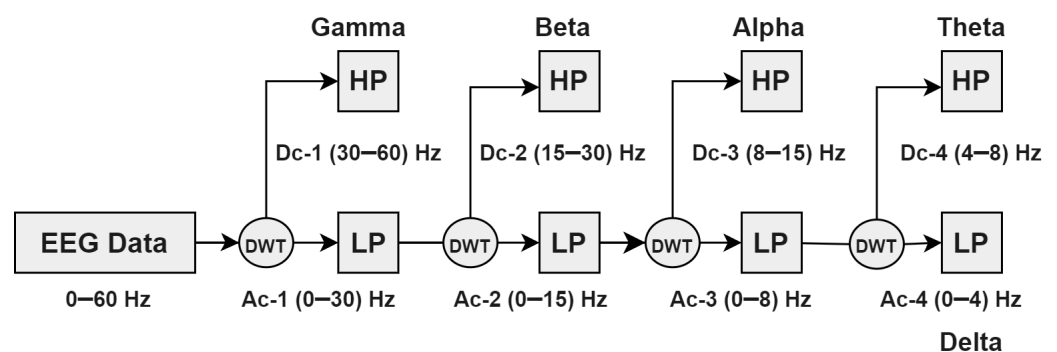 Gamma Beta Alpha Theta
HP HP HP HP
Dc-1 (30–60) Hz Dc-2 (15–30) Hz Dc-3 (8–15) Hz Dc-4 (4–8) Hz
EEG Data DWT LP DWT LP DWT LP DWT LP
0–60 Hz Ac-1 (0–30) Hz Ac-2 (0–15) Hz Ac-3 (0–8) Hz Ac-4 (0–4) Hz
Delta